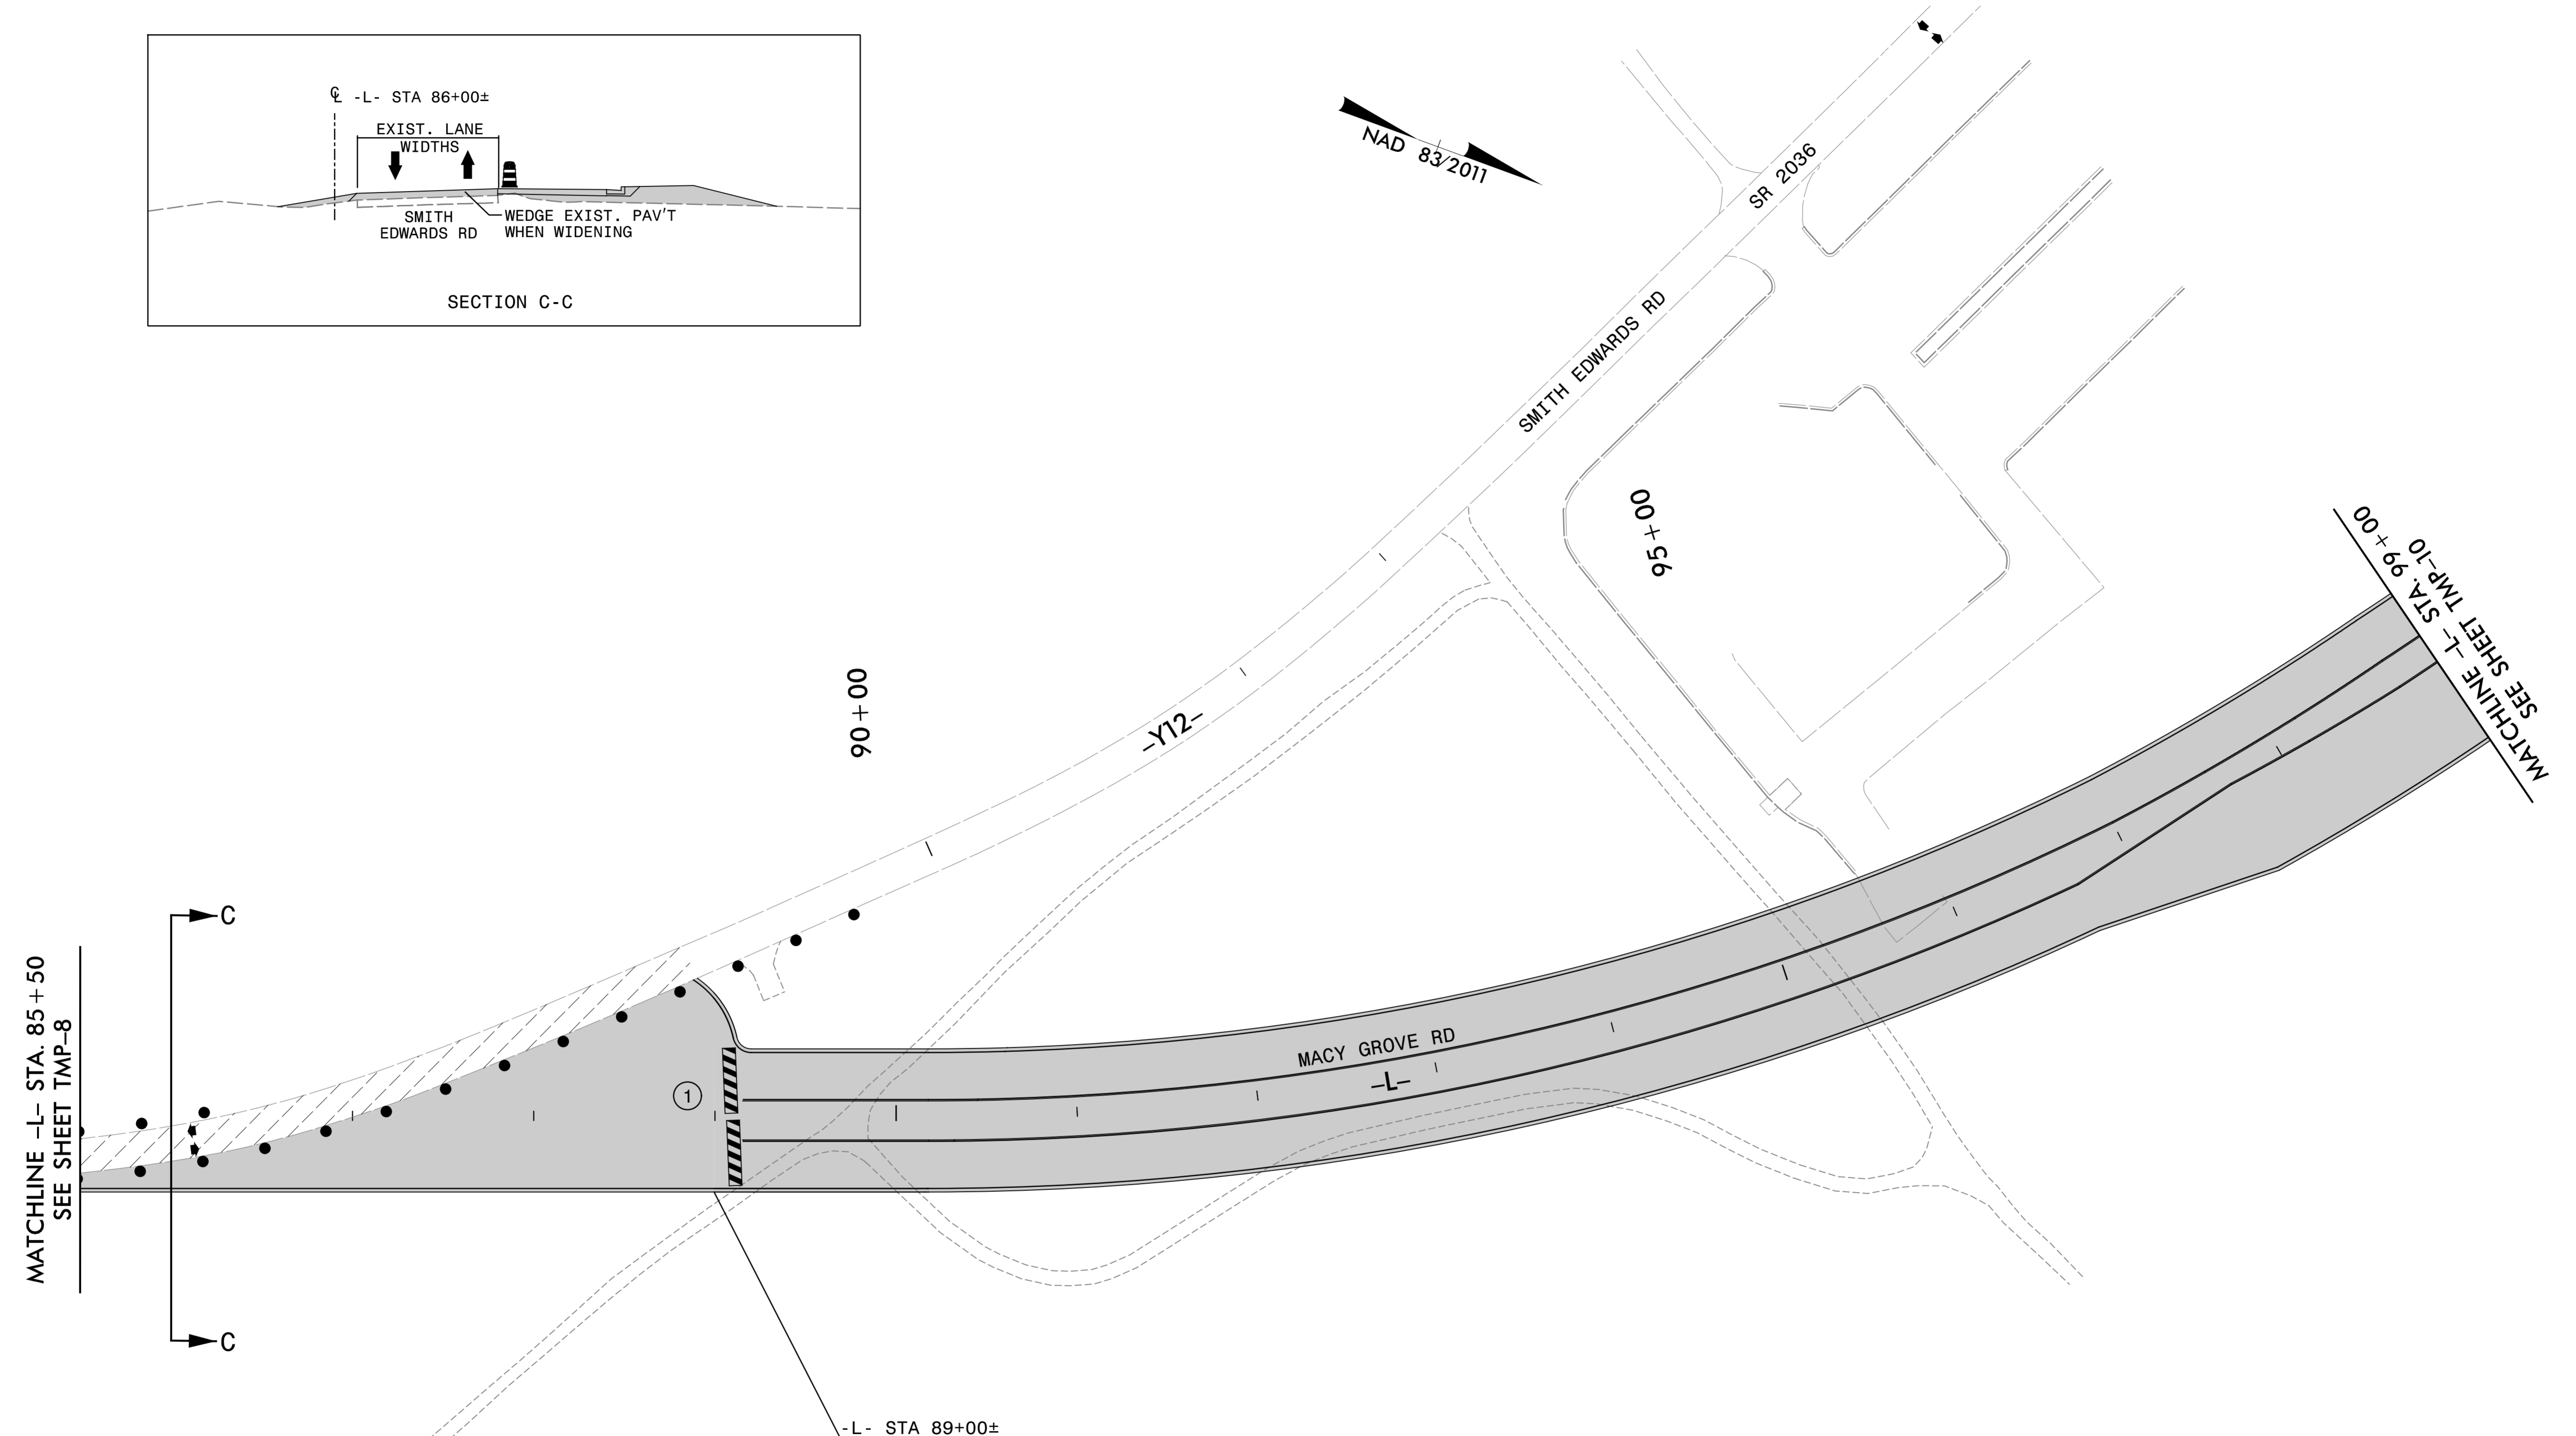 ℄ -L- STA 86+00±
EXIST. LANE
WIDTHS
SMITH
EDWARDS RD
WEDGE EXIST. PAV'T
WHEN WIDENING
SECTION C-C
NAD 83/2011
SR 2036
SMITH EDWARDS RD
95+00
MATCHLINE -L- STA. 99+00
SEE SHEET TMP-10
90+00
-Y12-
C
MATCHLINE -L- STA. 85+50
SEE SHEET TMP-8
1
MACY GROVE RD
-L-
C
-L- STA 89+00±